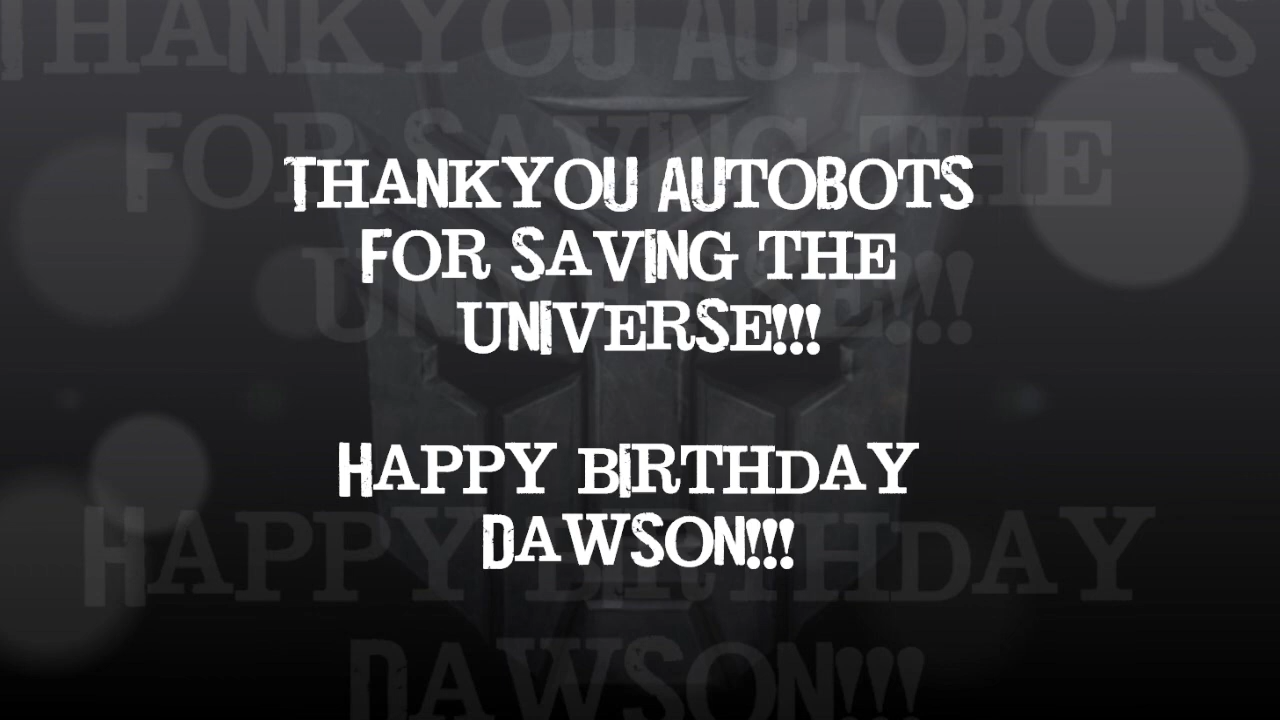 THANKYOU AUTOBOTS
FOR SAVING THE
UNIVERSE!!!
HAPPY BIRTHDAY
DAWSON!!!